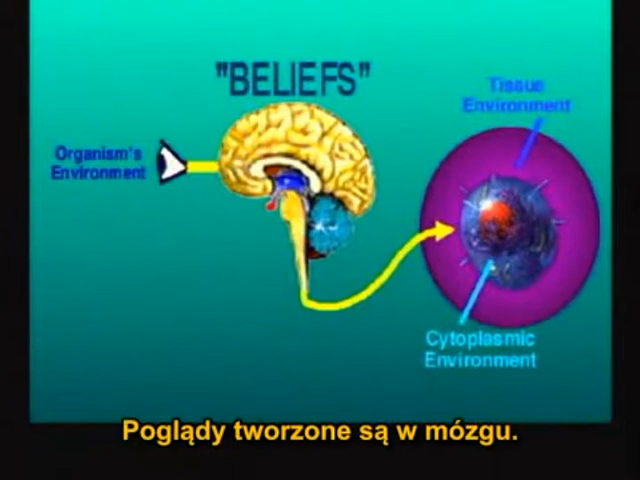 "BELIEFS"
Tissue
Environment
Organism's
Environment
Cytoplasmic
Environment
Poglądy tworzone są w mózgu.